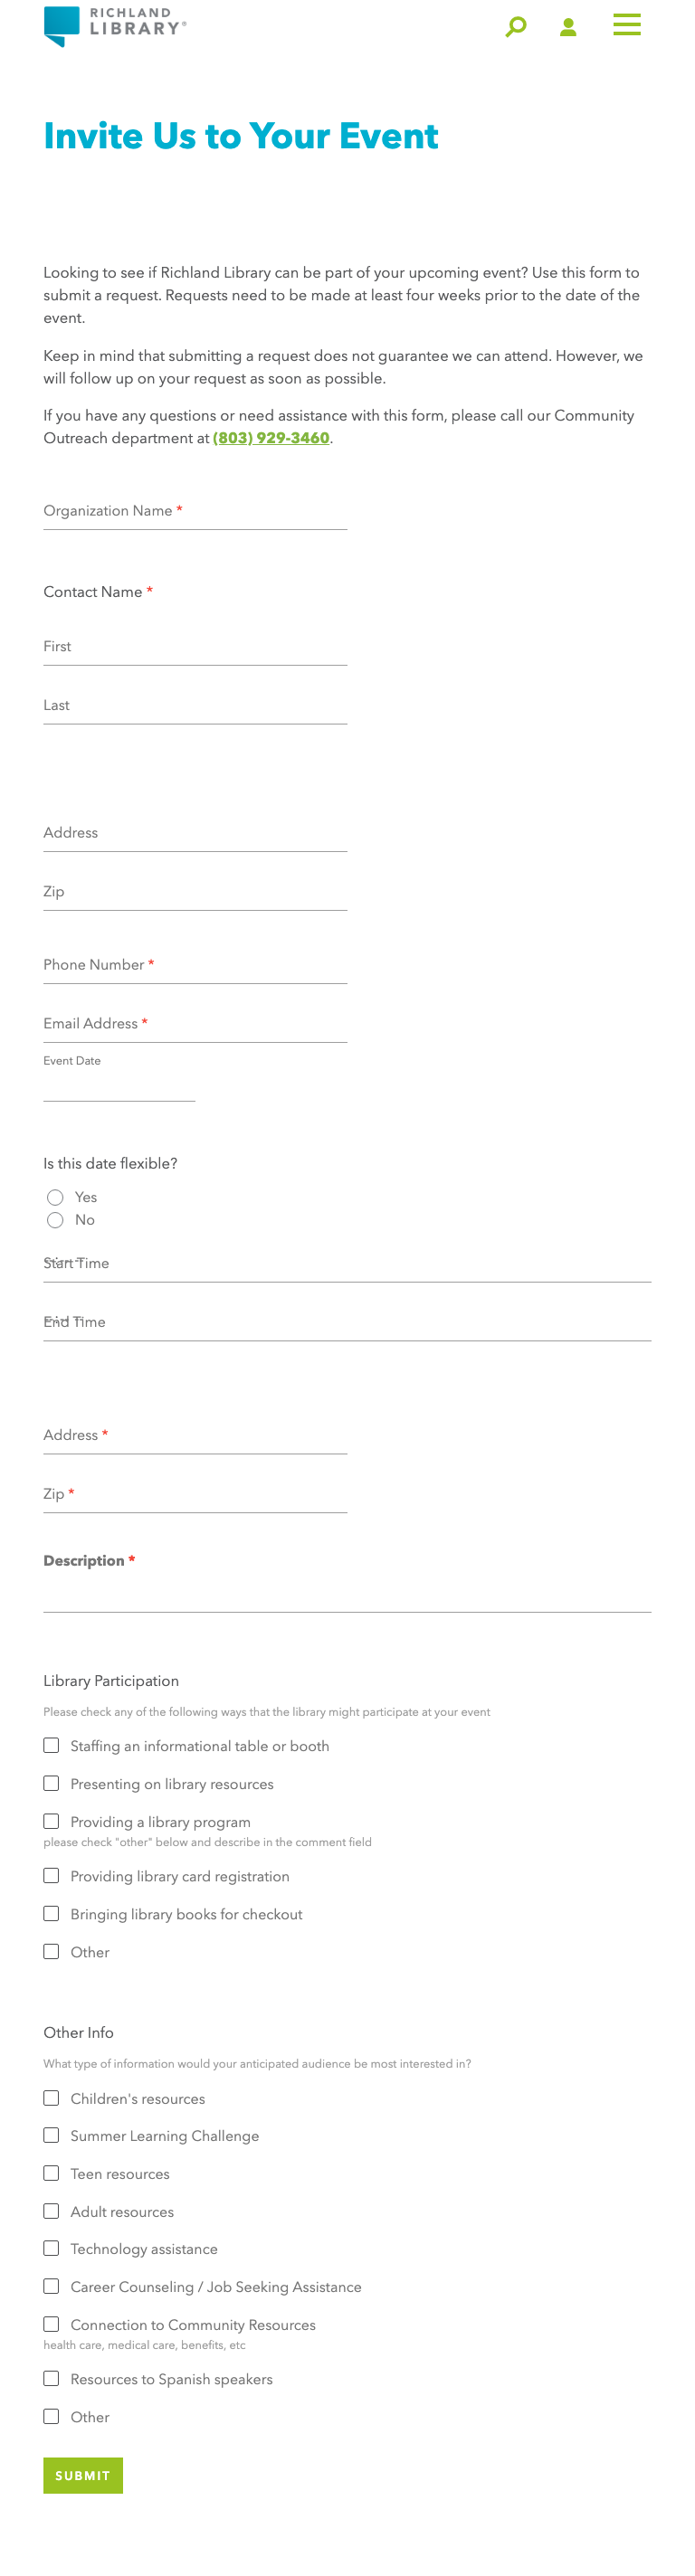 RICHLAND
LIBRARY®
Invite Us to Your Event
Looking to see if Richland Library can be part of your upcoming event? Use this form to
submit a request. Requests need to be made at least four weeks prior to the date of the
event.
Keep in mind that submitting a request does not guarantee we can attend. However, we
will follow up on your request as soon as possible.
If you have any questions or need assistance with this form, please call our Community
Outreach department at (803) 929-3460.
Organization Name *
Contact Name *
First
Last
Address
Zip
Phone Number *
Email Address *
Event Date
Is this date flexible?
Yes
No
Start Time
End Time
Address *
Zip *
Description *
Library Participation
Please check any of the following ways that the library might participate at your event
Staffing an informational table or booth
Presenting on library resources
Providing a library program
please check "other" below and describe in the comment field
Providing library card registration
Bringing library books for checkout
Other
Other Info
What type of information would your anticipated audience be most interested in?
Children's resources
Summer Learning Challenge
Teen resources
Adult resources
Technology assistance
Career Counseling / Job Seeking Assistance
Connection to Community Resources
health care, medical care, benefits, etc
Resources to Spanish speakers
Other
SUBMIT